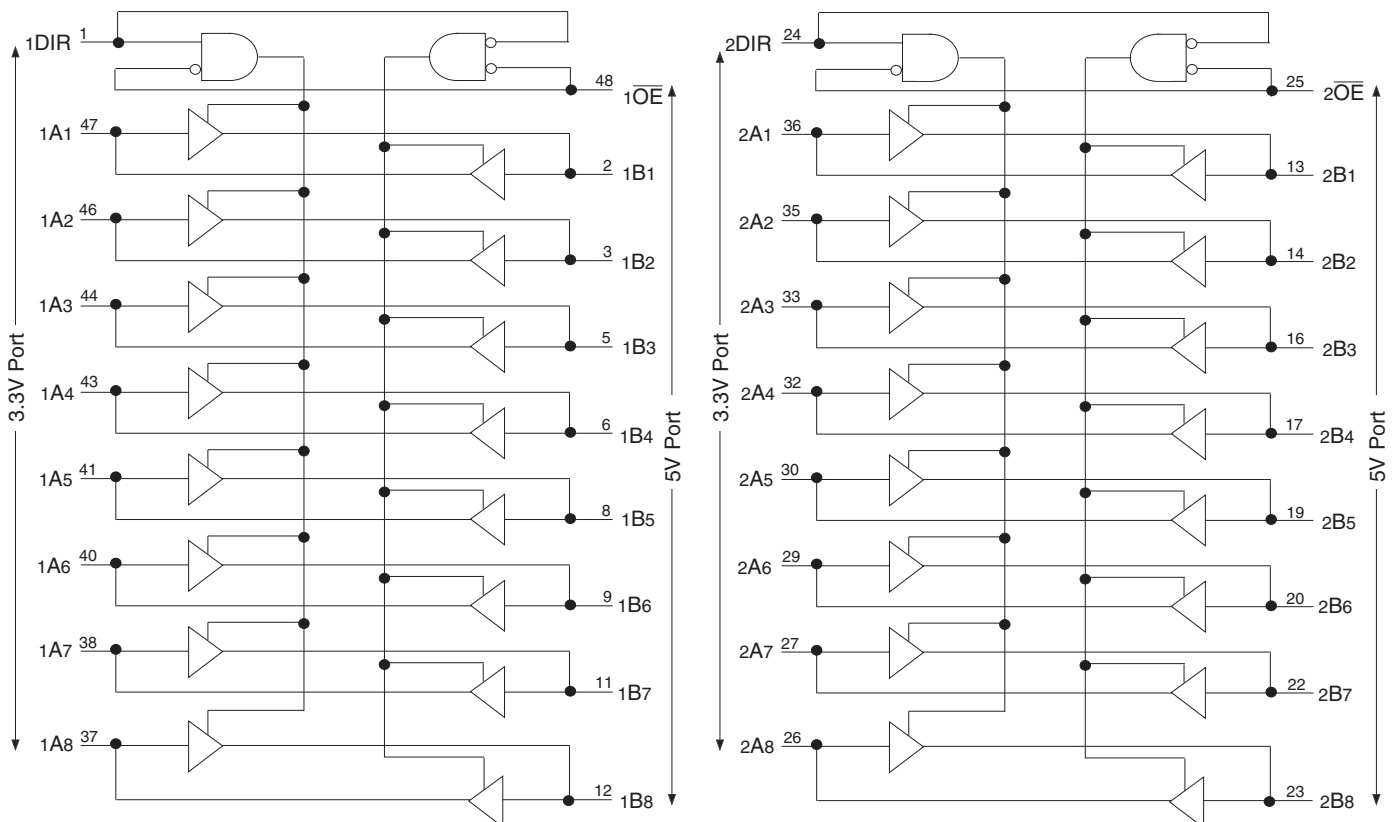 1DIR 1
48 1OE
1A1 47
2 1B1
1A2 46
3 1B2
1A3 44
5 1B3
1A4 43
6 1B4
1A5 41
8 1B5
1A6 40
9 1B6
1A7 38
11 1B7
1A8 37
12 1B8
3.3V Port
5V Port
2DIR 24
25 2OE
2A1 36
13 2B1
2A2 35
14 2B2
2A3 33
16 2B3
2A4 32
17 2B4
2A5 30
19 2B5
2A6 29
20 2B6
2A7 27
22 2B7
2A8 26
23 2B8
3.3V Port
5V Port